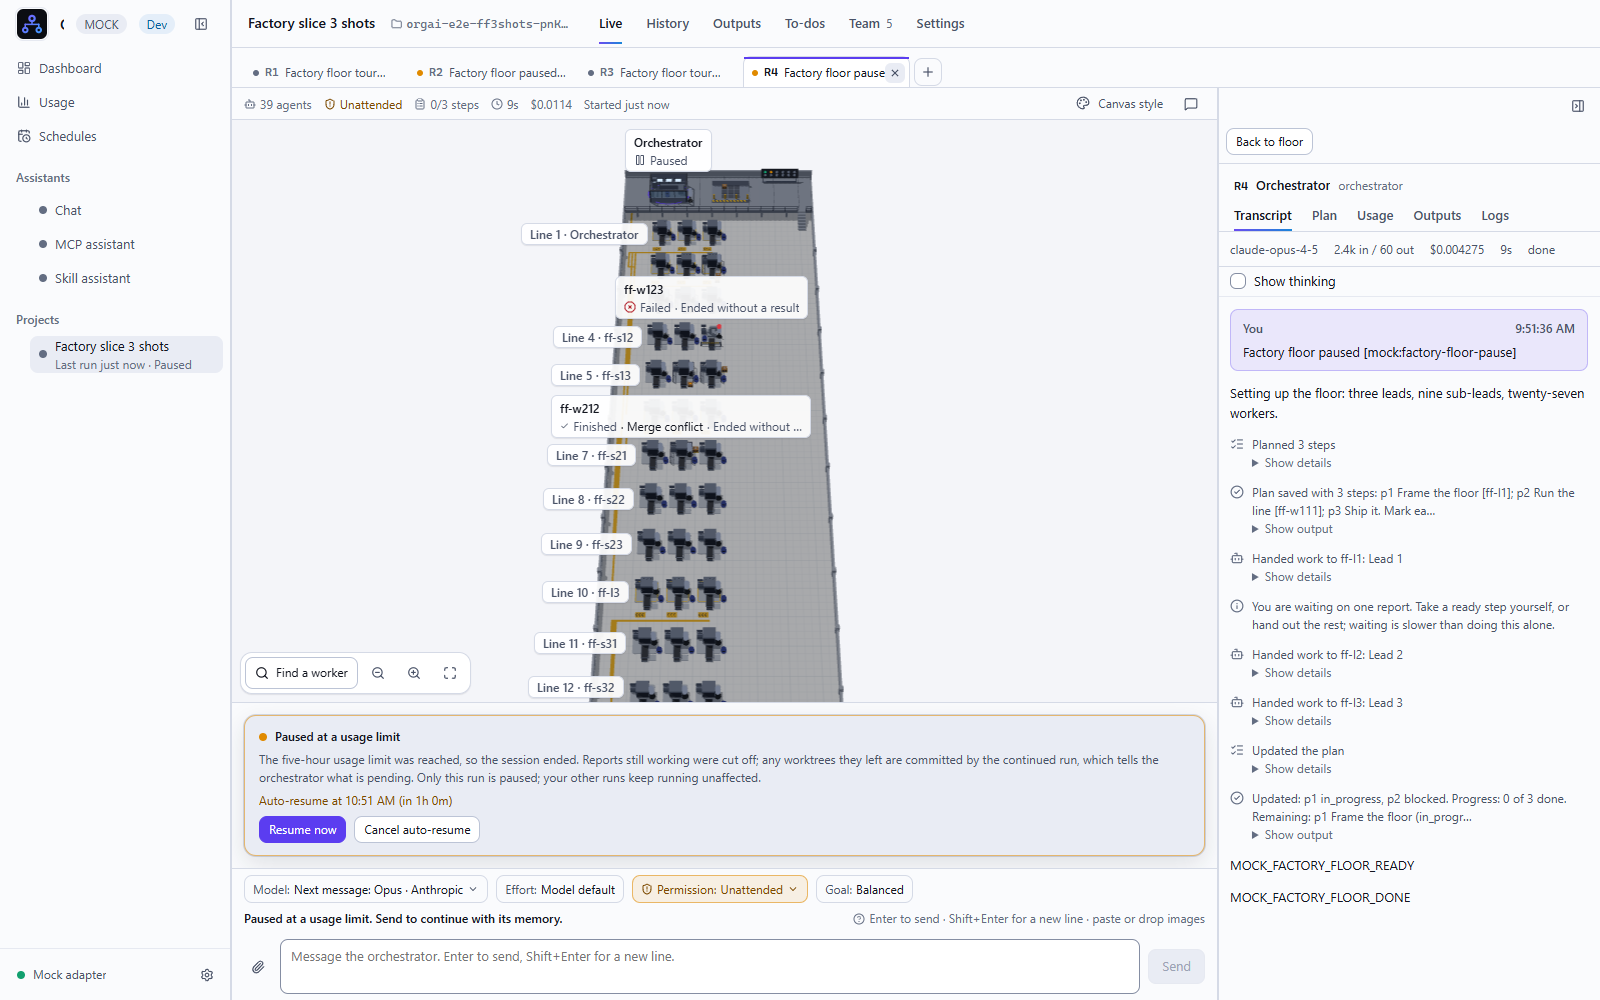 MOCK
Dev
Dashboard
Usage
Schedules
Assistants
Chat
MCP assistant
Skill assistant
Projects
Factory slice 3 shots
Last run just now · Paused
Mock adapter
Factory slice 3 shots
orgai-e2e-ff3shots-pnK…
Live
History
Outputs
To-dos
Team 5
Settings
R1 Factory floor tour…
R2 Factory floor paused…
R3 Factory floor tour…
R4 Factory floor pause
39 agents
Unattended
0/3 steps
9s
$0.0114
Started just now
Canvas style
Orchestrator
Paused
Line 1 · Orchestrator
ff-w123
Failed · Ended without a result
Line 4 · ff-s12
Line 5 · ff-s13
ff-w212
Finished · Merge conflict · Ended without …
Line 7 · ff-s21
Line 8 · ff-s22
Line 9 · ff-s23
Line 10 · ff-l3
Line 11 · ff-s31
Line 12 · ff-s32
Find a worker
Paused at a usage limit
The five-hour usage limit was reached, so the session ended. Reports still working were cut off; any worktrees they left are committed by the continued run, which tells the
orchestrator what is pending. Only this run is paused; your other runs keep running unaffected.
Auto-resume at 10:51 AM (in 1h 0m)
Resume now
Cancel auto-resume
Model: Next message: Opus · Anthropic
Effort: Model default
Permission: Unattended
Goal: Balanced
Paused at a usage limit. Send to continue with its memory.
Enter to send · Shift+Enter for a new line · paste or drop images
Message the orchestrator. Enter to send, Shift+Enter for a new line.
Send
Back to floor
R4 Orchestrator orchestrator
Transcript
Plan
Usage
Outputs
Logs
claude-opus-4-5
2.4k in / 60 out
$0.004275
9s
done
Show thinking
You
9:51:36 AM
Factory floor paused [mock:factory-floor-pause]
Setting up the floor: three leads, nine sub-leads, twenty-seven
workers.
Planned 3 steps
Show details
Plan saved with 3 steps: p1 Frame the floor [ff-l1]; p2 Run the
line [ff-w111]; p3 Ship it. Mark ea…
Show output
Handed work to ff-l1: Lead 1
Show details
You are waiting on one report. Take a ready step yourself, or
hand out the rest; waiting is slower than doing this alone.
Handed work to ff-l2: Lead 2
Show details
Handed work to ff-l3: Lead 3
Show details
Updated the plan
Show details
Updated: p1 in_progress, p2 blocked. Progress: 0 of 3 done.
Remaining: p1 Frame the floor (in_progr…
Show output
MOCK_FACTORY_FLOOR_READY
MOCK_FACTORY_FLOOR_DONE